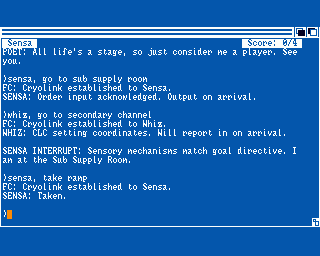 Sensa Score: 0/4
POET: All life's a stage, so just consider me a player. See
you.
)sensa, go to sub supply room
FC: Cryolink established to Sensa.
SENSA: Order input acknowledged. Output on arrival.
)whiz, go to secondary channel
FC: Cryolink established to Whiz.
WHIZ: CLC setting coordinates. Will report in on arrival.
SENSA INTERRUPT: Sensory mechanisms match goal directive. I
am at the Sub Supply Room.
)sensa, take ramp
FC: Cryolink established to Sensa.
SENSA: Taken.
)